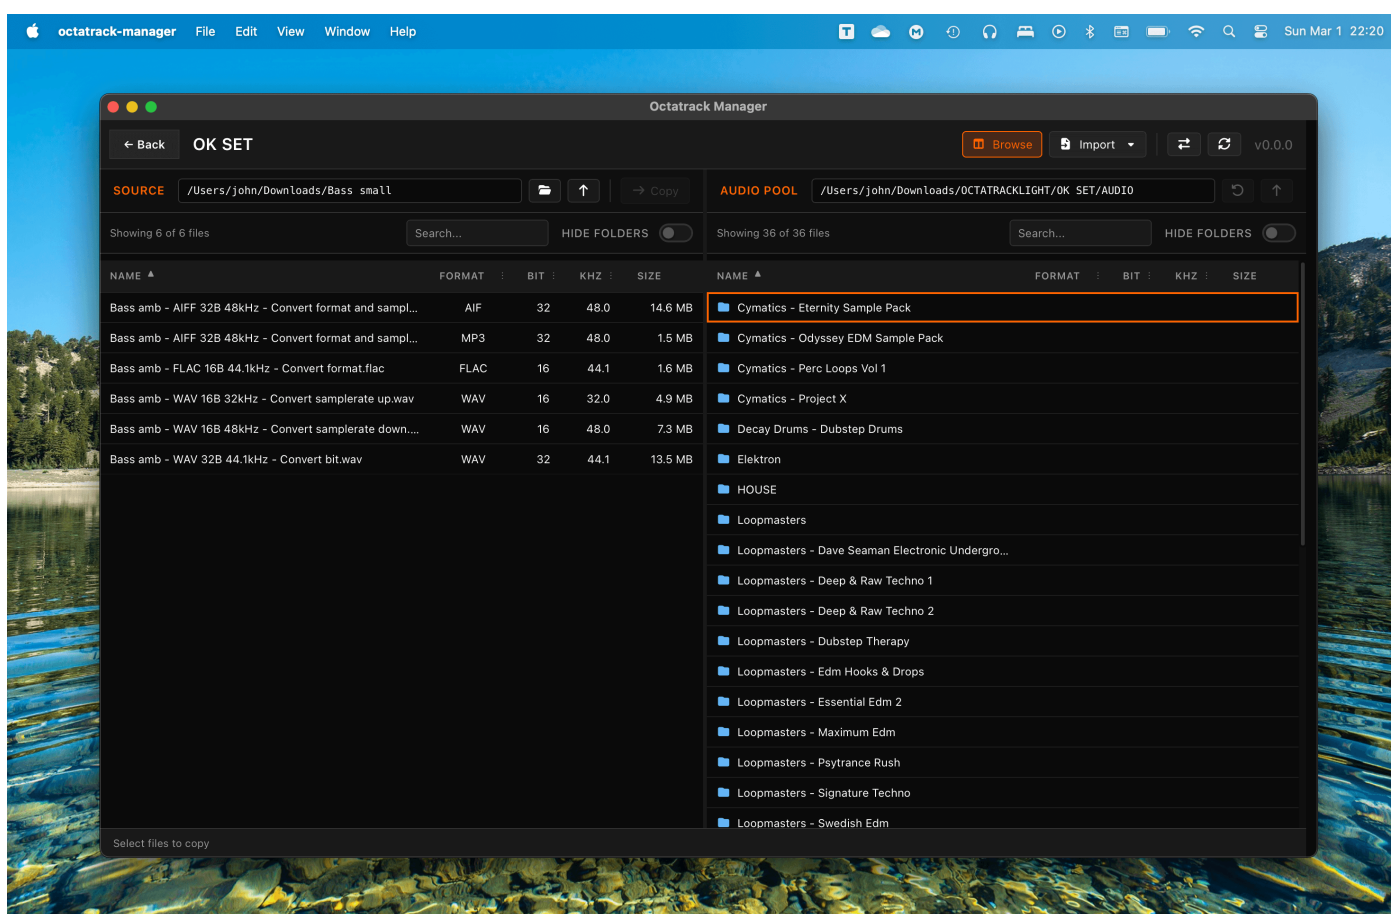 octatrack-manager File Edit View Window Help Sun Mar 1 22:20
Octatrack Manager
← Back OK SET Browse Import v0.0.0
SOURCE /Users/john/Downloads/Bass small → Copy AUDIO POOL /Users/john/Downloads/OCTATRACKLIGHT/OK SET/AUDIO
Showing 6 of 6 files Search... HIDE FOLDERS Showing 36 of 36 files Search... HIDE FOLDERS
NAME FORMAT BIT KHZ SIZE NAME FORMAT BIT KHZ SIZE
Bass amb - AIFF 32B 48kHz - Convert format and sampl... AIF 32 48.0 14.6 MB Cymatics - Eternity Sample Pack
Bass amb - AIFF 32B 48kHz - Convert format and sampl... MP3 32 48.0 1.5 MB Cymatics - Odyssey EDM Sample Pack
Bass amb - FLAC 16B 44.1kHz - Convert format.flac FLAC 16 44.1 1.6 MB Cymatics - Perc Loops Vol 1
Bass amb - WAV 16B 32kHz - Convert samplerate up.wav WAV 16 32.0 4.9 MB Cymatics - Project X
Bass amb - WAV 16B 48kHz - Convert samplerate down.... WAV 16 48.0 7.3 MB Decay Drums - Dubstep Drums
Bass amb - WAV 32B 44.1kHz - Convert bit.wav WAV 32 44.1 13.5 MB Elektron
HOUSE
Loopmasters
Loopmasters - Dave Seaman Electronic Undergro...
Loopmasters - Deep & Raw Techno 1
Loopmasters - Deep & Raw Techno 2
Loopmasters - Dubstep Therapy
Loopmasters - Edm Hooks & Drops
Loopmasters - Essential Edm 2
Loopmasters - Maximum Edm
Loopmasters - Psytrance Rush
Loopmasters - Signature Techno
Loopmasters - Swedish Edm
Select files to copy